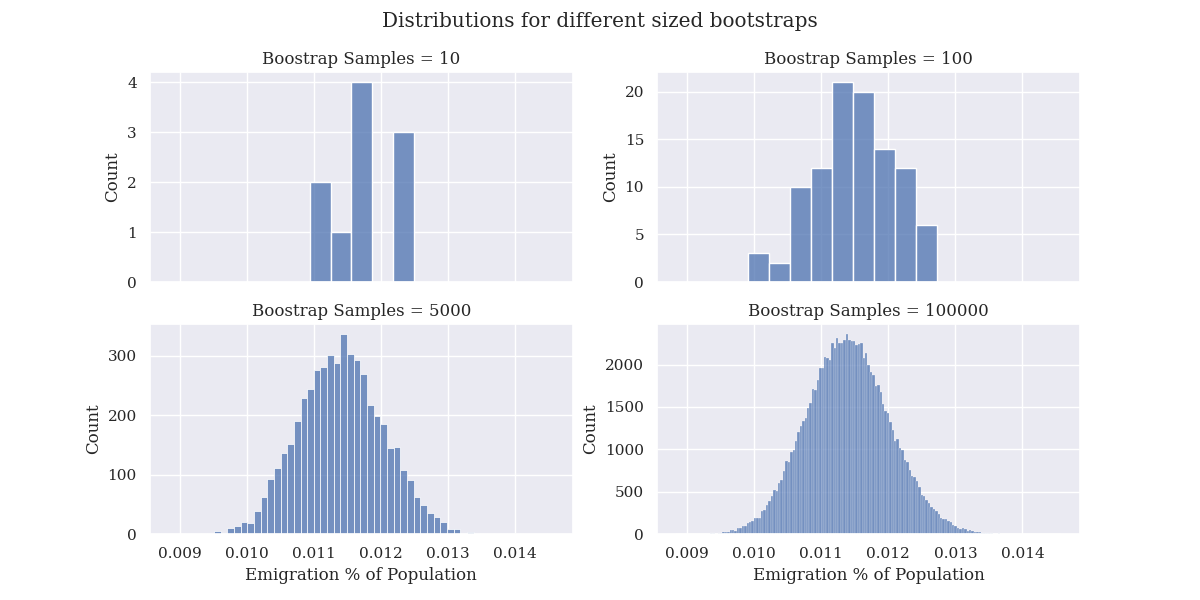 Distributions for different sized bootstraps
Boostrap Samples = 10
4
3
2
1
0
Count
Boostrap Samples = 100
20
15
10
5
0
Count
Boostrap Samples = 5000
300
200
100
0
Count
0.009 0.010 0.011 0.012 0.013 0.014
Emigration % of Population
Boostrap Samples = 100000
2000
1500
1000
500
0
Count
0.009 0.010 0.011 0.012 0.013 0.014
Emigration % of Population